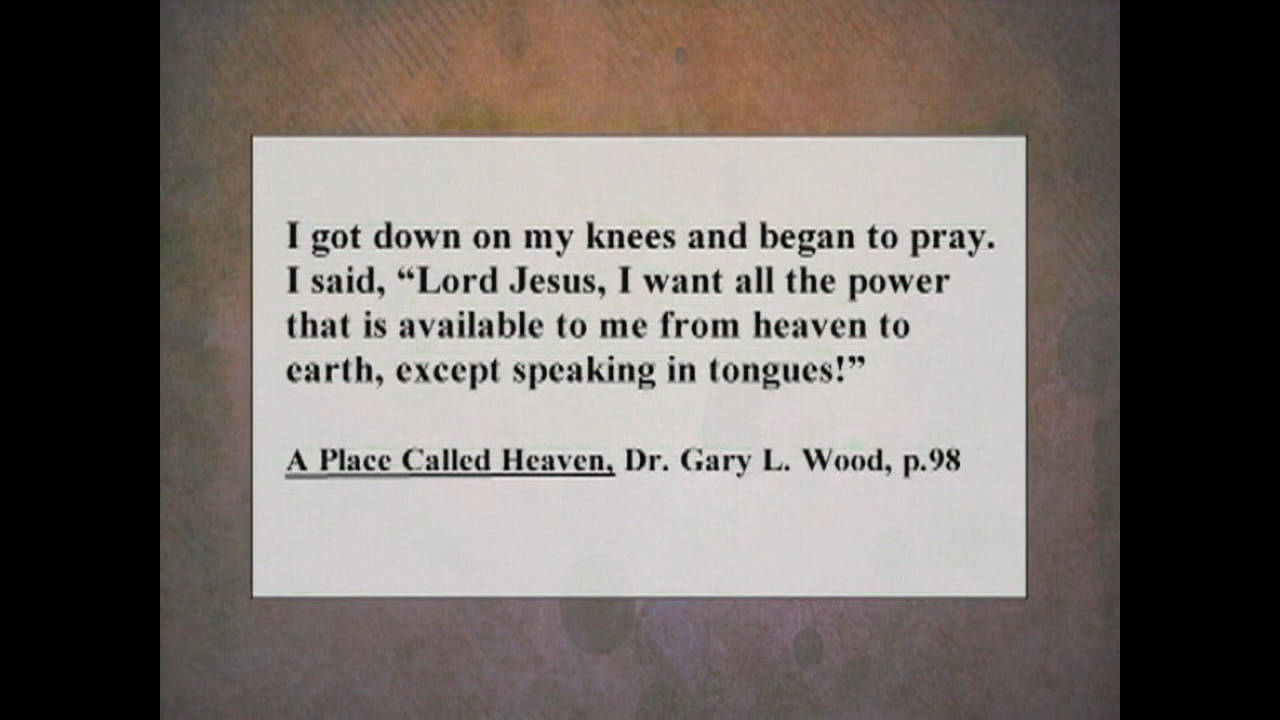 I got down on my knees and began to pray.
I said, “Lord Jesus, I want all the power
that is available to me from heaven to
earth, except speaking in tongues!”
A Place Called Heaven, Dr. Gary L. Wood, p.98